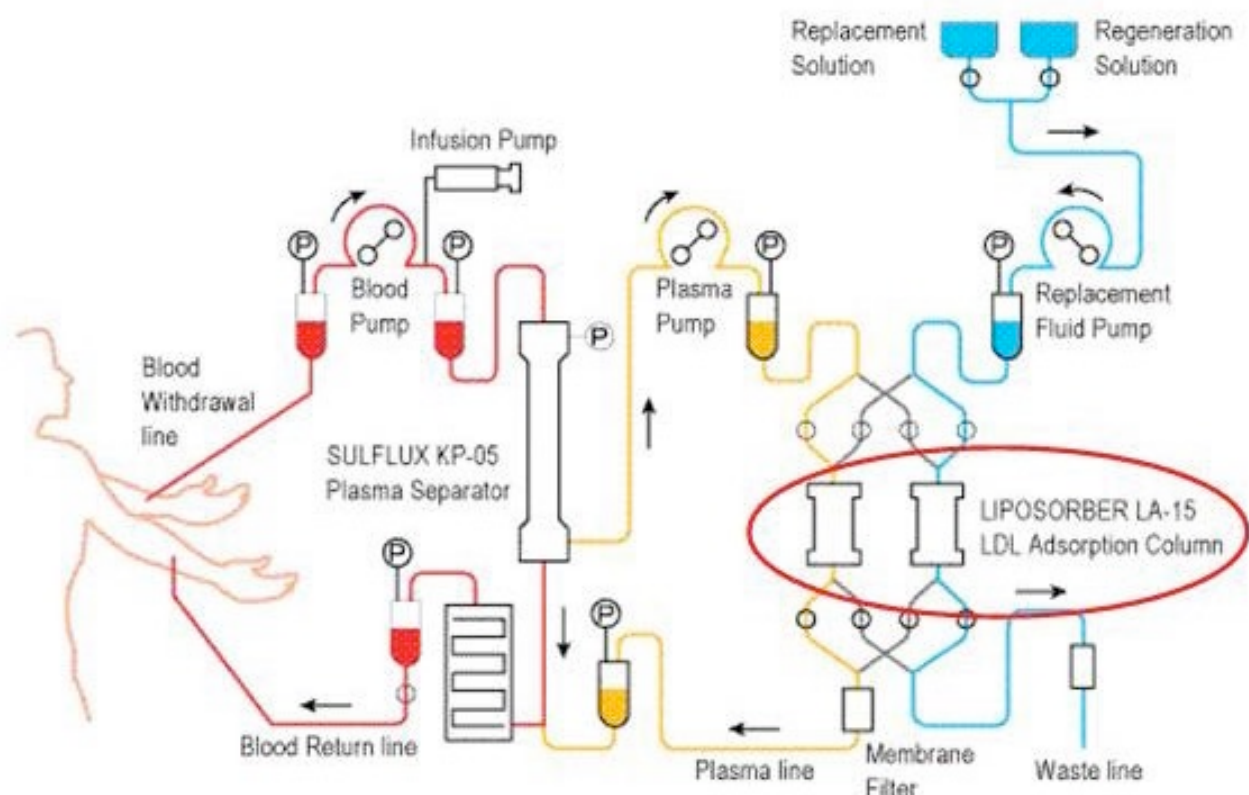 Replacement
Solution
Regeneration
Solution
Infusion Pump
P
P
Blood
Pump
P
Plasma
Pump
P
Replacement
Fluid Pump
P
Blood
Withdrawal
line
SULFLUX KP-05
Plasma Separator
LIPOSORBER LA-15
LDL Adsorption Column
P
P
Blood Return line
Plasma line
Membrane
Filter
Waste line